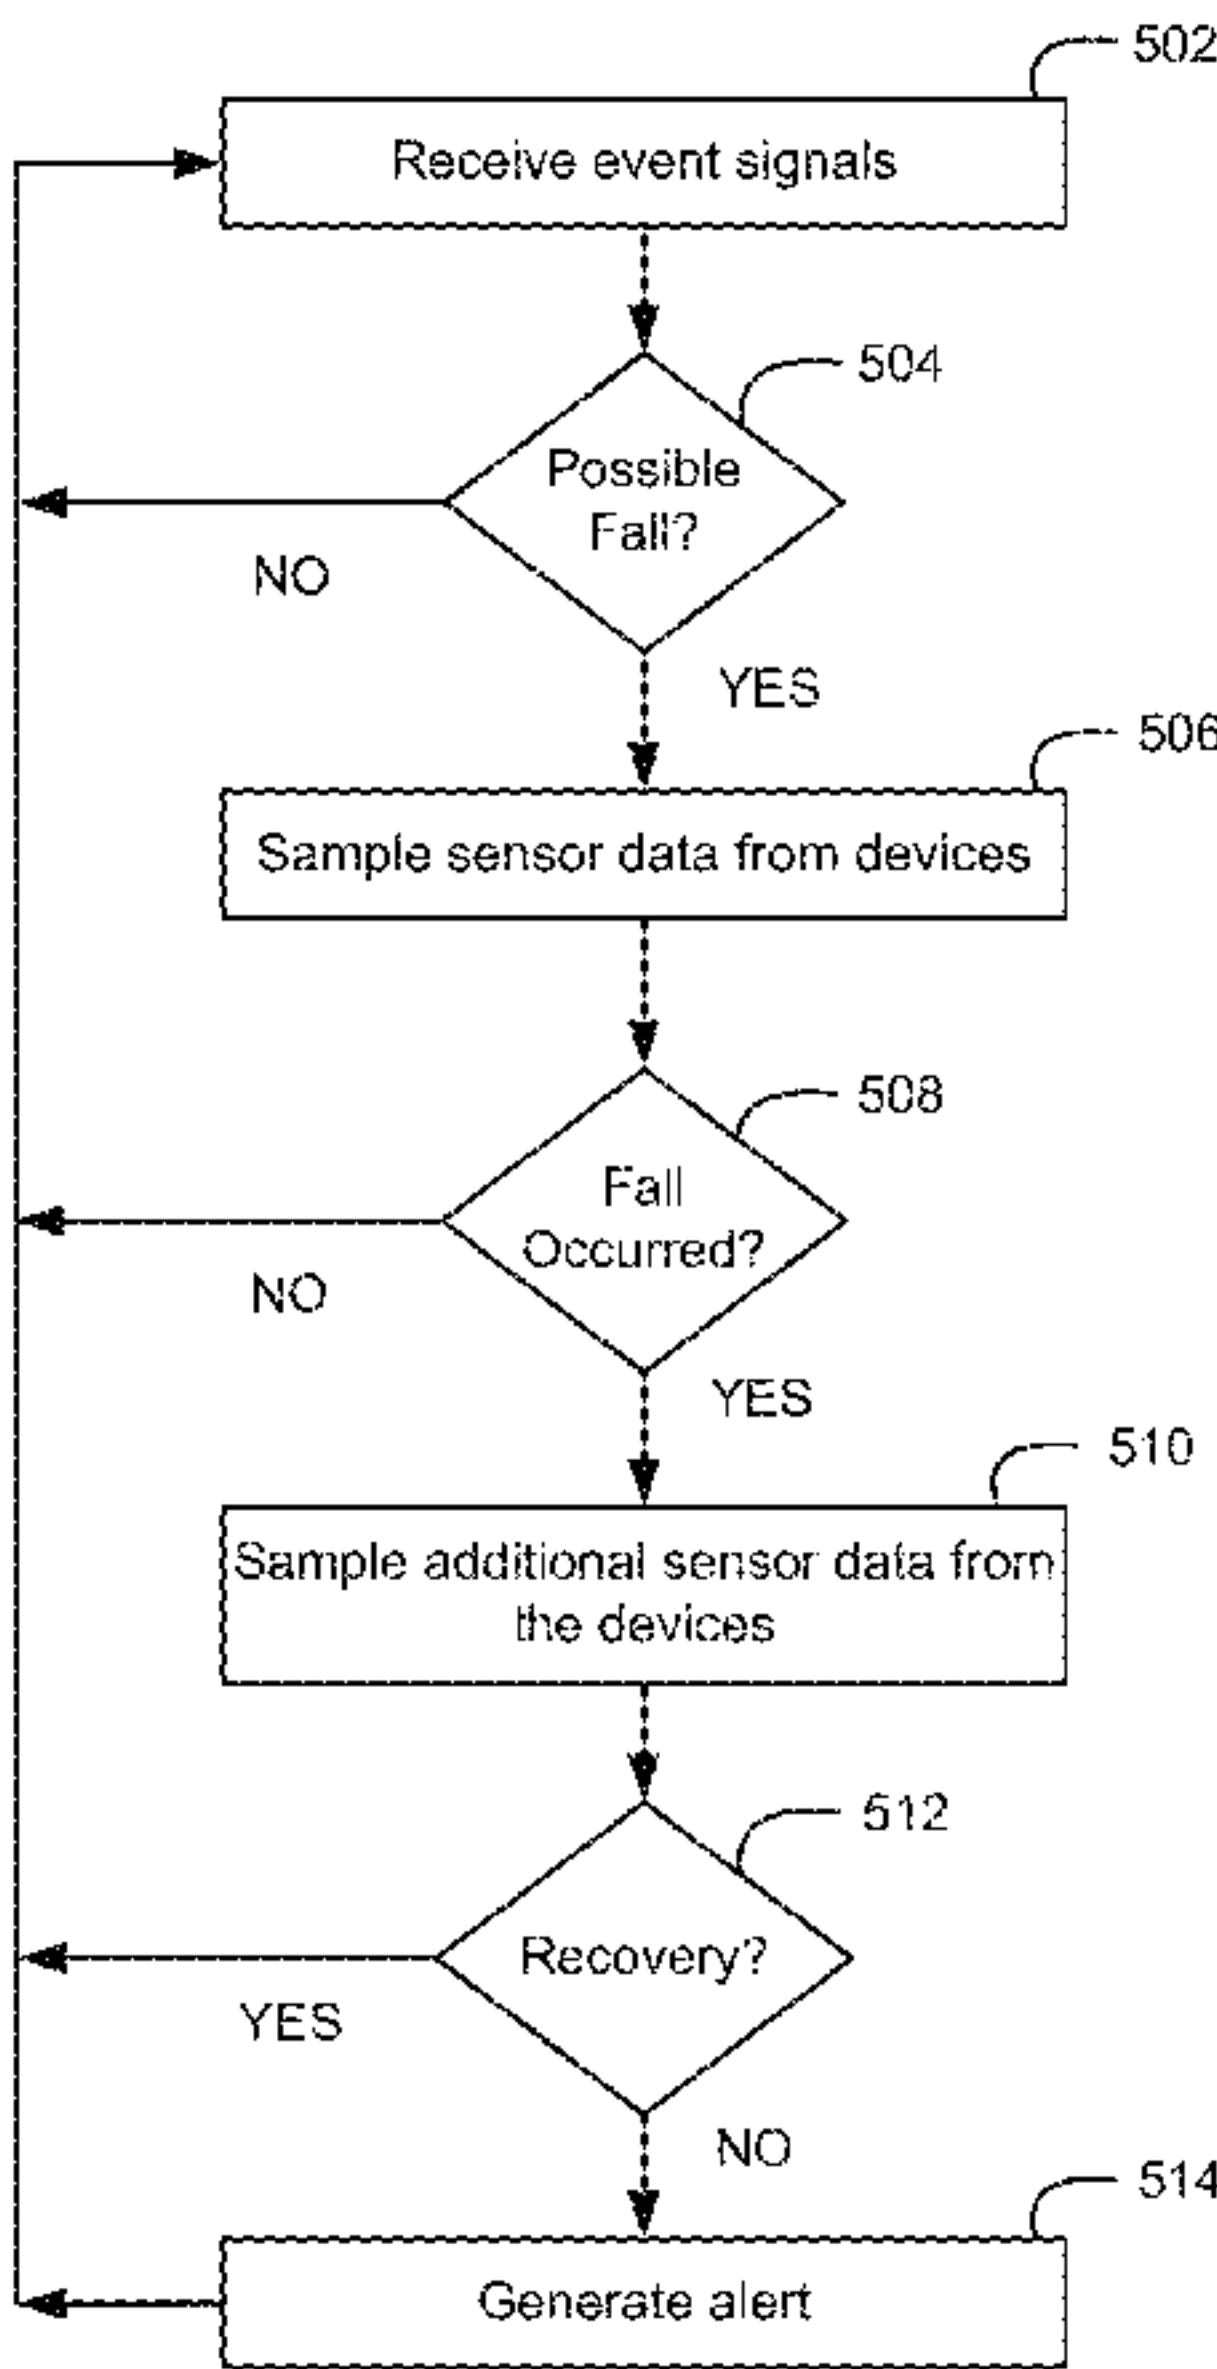 502
Receive event signals
504
Possible
Fall?
NO
YES
506
Sample sensor data from devices
508
Fall
Occurred?
NO
YES
510
Sample additional sensor data from
the devices
512
Recovery?
YES
NO
514
Generate alert